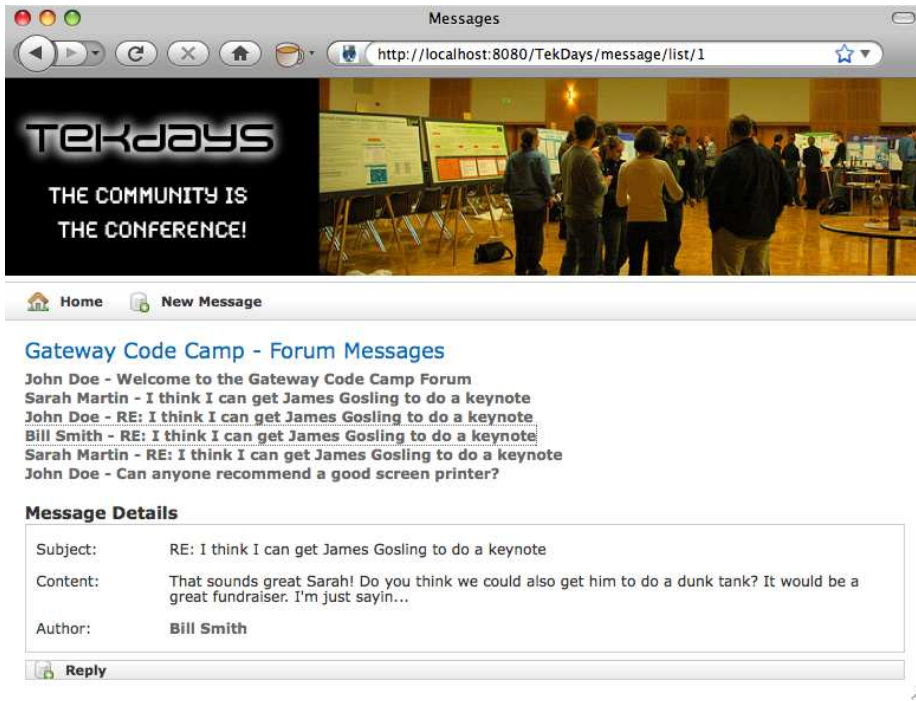 Messages
http://localhost:8080/TekDays/message/list/1
TEKDAYS
THE COMMUNITY IS
THE CONFERENCE!
Home New Message
Gateway Code Camp - Forum Messages
John Doe - Welcome to the Gateway Code Camp Forum
Sarah Martin - I think I can get James Gosling to do a keynote
John Doe - RE: I think I can get James Gosling to do a keynote
Bill Smith - RE: I think I can get James Gosling to do a keynote
Sarah Martin - RE: I think I can get James Gosling to do a keynote
John Doe - Can anyone recommend a good screen printer?
Message Details
Subject: RE: I think I can get James Gosling to do a keynote
Content: That sounds great Sarah! Do you think we could also get him to do a dunk tank? It would be a
great fundraiser. I'm just sayin...
Author: Bill Smith
Reply